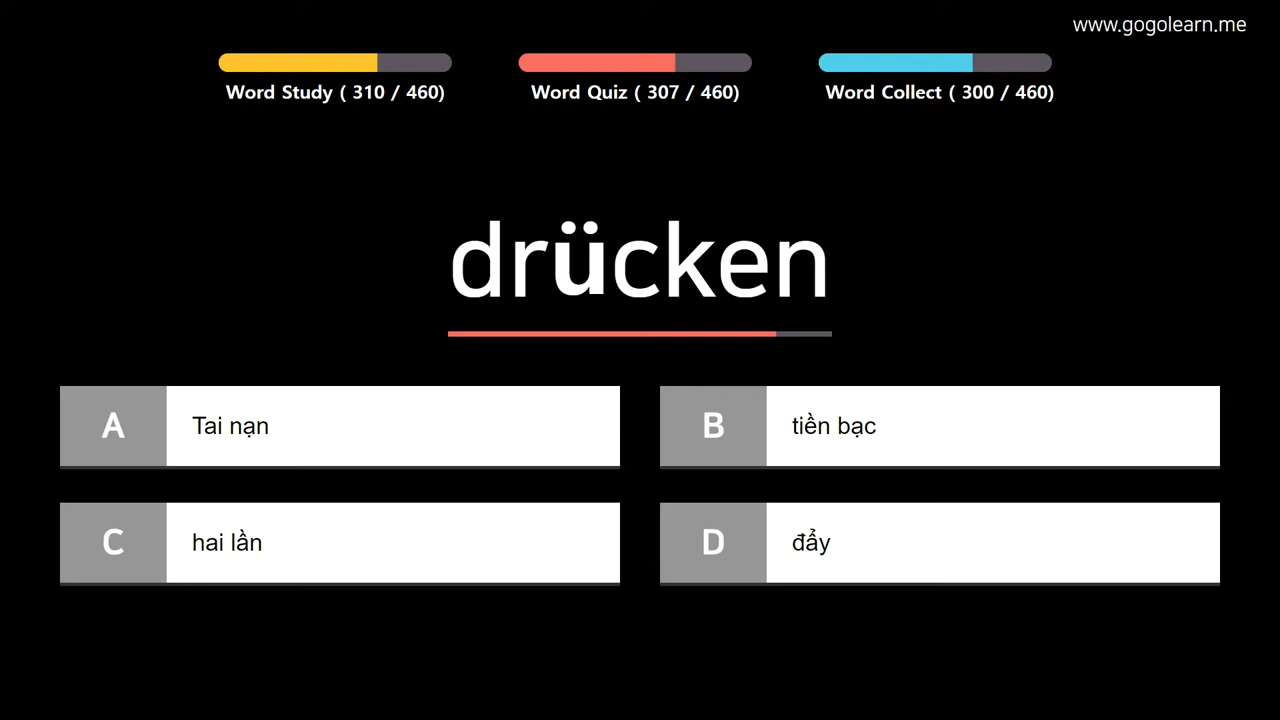 www.gogolearn.me
Word Study ( 310 / 460)
Word Quiz ( 307 / 460)
Word Collect ( 300 / 460)
drücken
A Tai nạn
B tiền bạc
C hai lần
D đẩy